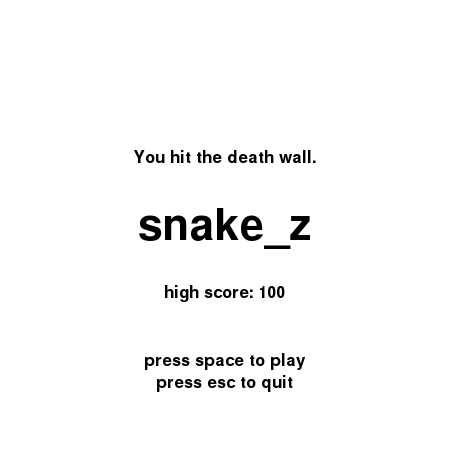 You hit the death wall.
snake_z
high score: 100
press space to play
press esc to quit